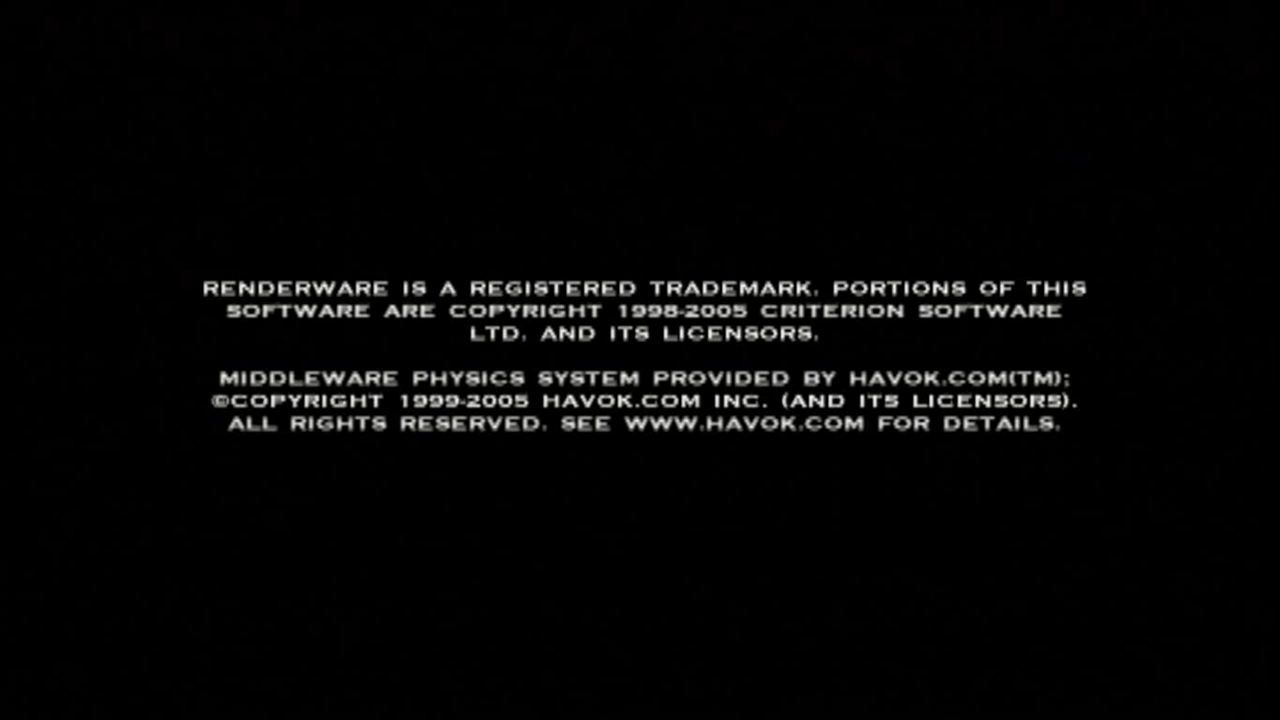 RENDERWARE IS A REGISTERED TRADEMARK. PORTIONS OF THIS
SOFTWARE ARE COPYRIGHT 1998-2005 CRITERION SOFTWARE
LTD. AND ITS LICENSORS.
MIDDLEWARE PHYSICS SYSTEM PROVIDED BY HAVOK.COM(TM);
©COPYRIGHT 1999-2005 HAVOK.COM INC. (AND ITS LICENSORS).
ALL RIGHTS RESERVED. SEE WWW.HAVOK.COM FOR DETAILS.